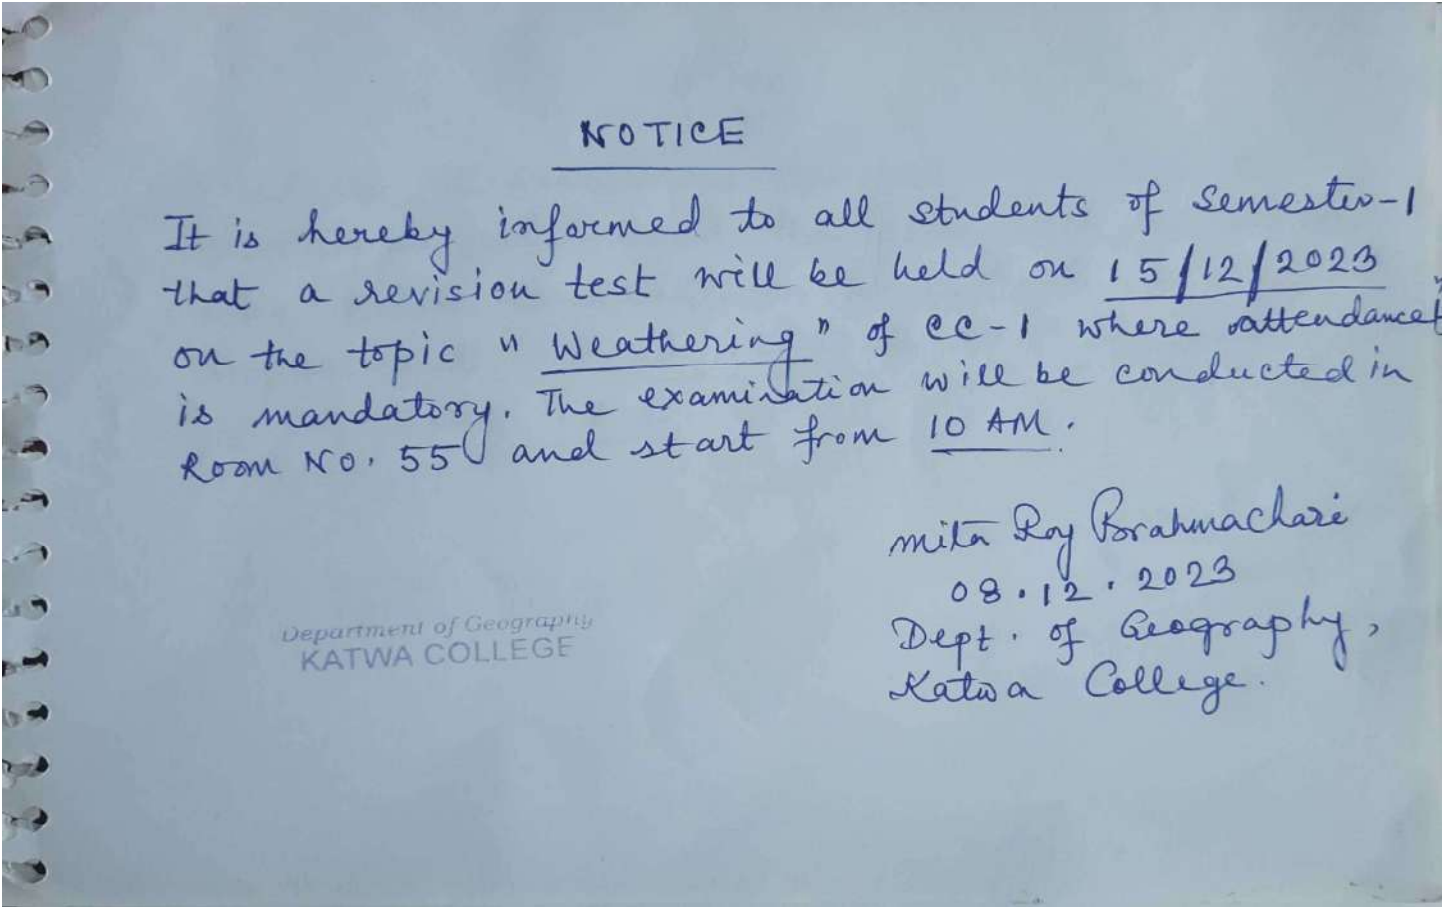 NOTICE
It is hereby informed to all students of Semester-1
that a revision test will be held on 15/12/2023
on the topic "Weathering" of CC-1 where attendance
is mandatory. The examination will be conducted in
Room No. 55 and start from 10 AM.
Mita Roy Brahmachari
08.12.2023
Dept. of Geography,
Katwa College.
Department of Geography
KATWA COLLEGE